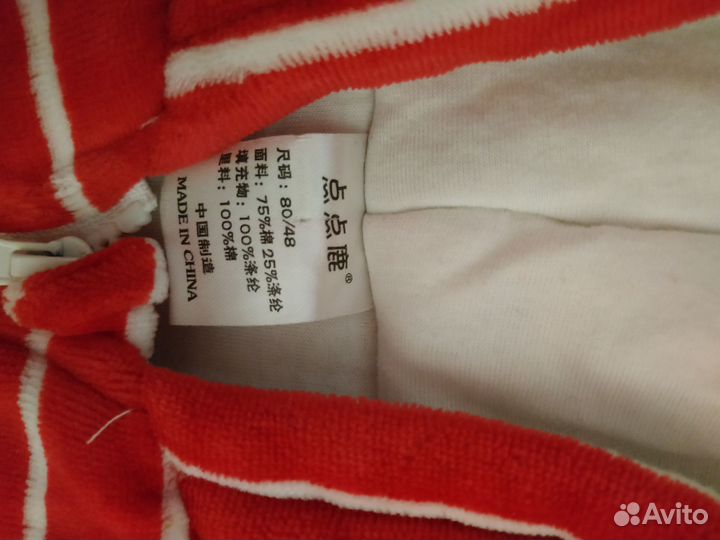 点点鹿®
尺码：80/48
面料：75%棉 25%涤纶
填充物：100%涤纶
里料：100%棉
中国制造
MADE IN CHINA
Avito